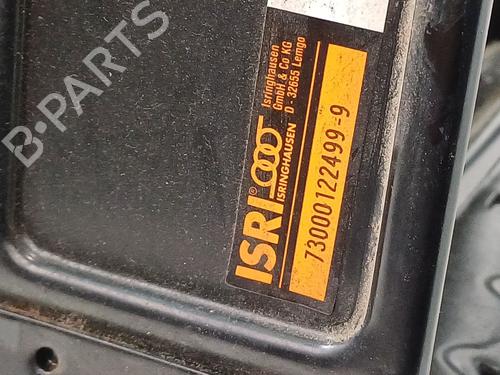 B-PARTS
ISRI®
ISRINGHAUSEN
Isringhausen
GmbH & Co KG
D - 32655 Lemgo
73000122499-9